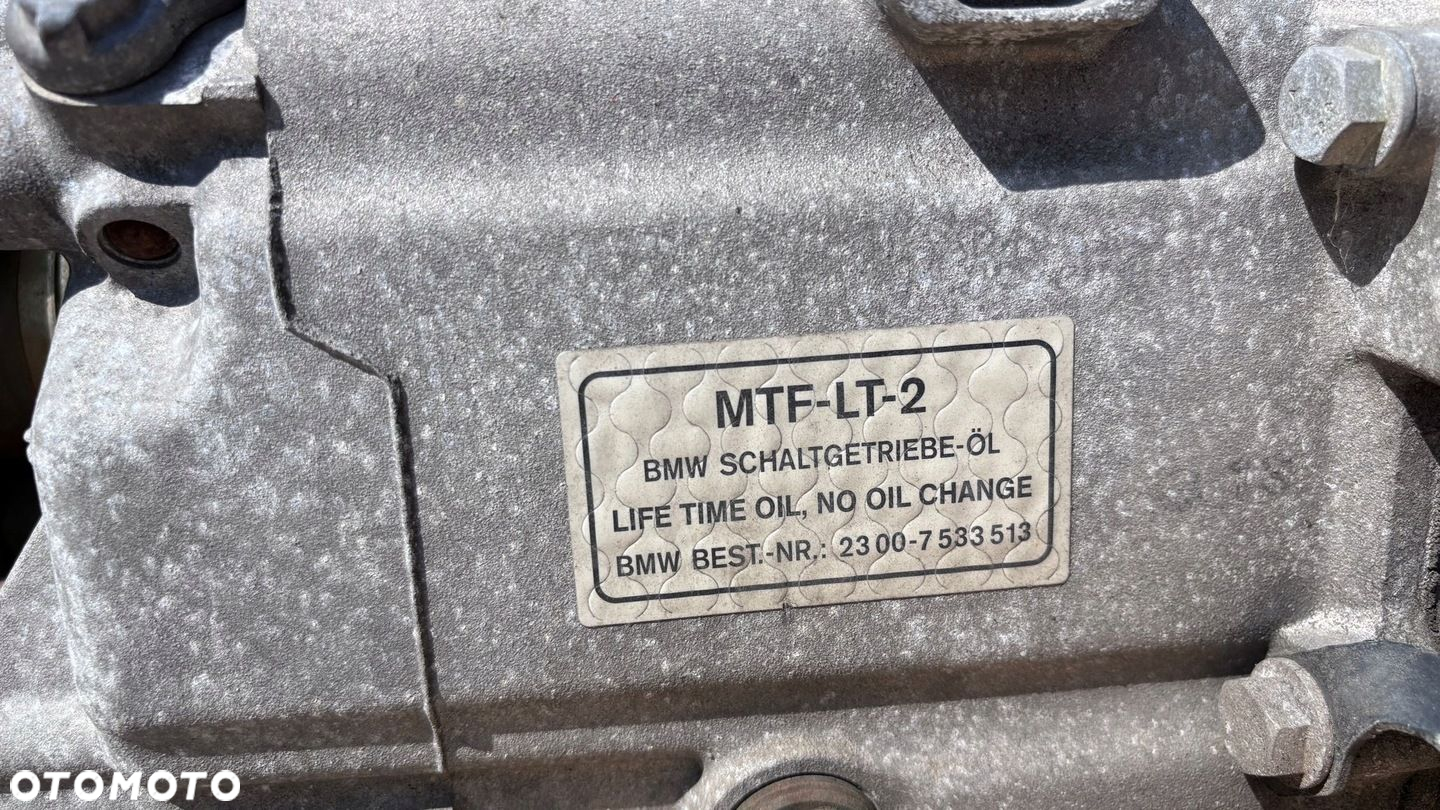 MTF-LT-2
BMW SCHALTGETRIEBE-ÖL
LIFE TIME OIL, NO OIL CHANGE
BMW BEST.-NR.: 23 00-7 533 513
OTOMOTO